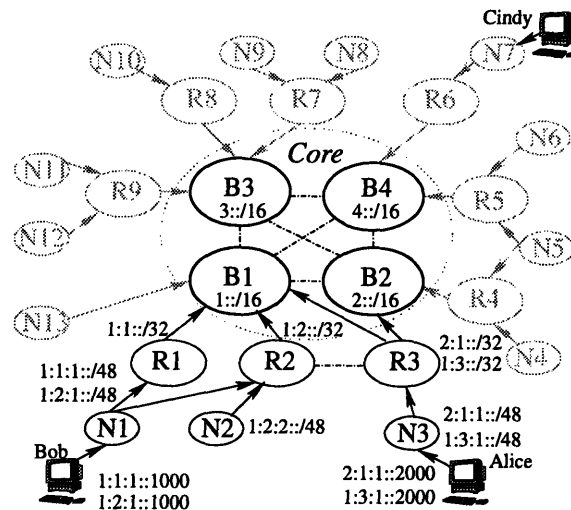 Cindy
N10
N9
N8
N7
R8
R7
R6
Core
N6
N11
R9
B3
3::/16
B4
4::/16
R5
N12
N5
B1
1::/16
B2
2::/16
R4
N13
1:1::/32
1:2::/32
2:1::/32
1:3::/32
N4
R1
R2
R3
1:1:1::/48
1:2:1::/48
N1
N2
1:2:2::/48
N3
2:1:1::/48
1:3:1::/48
Bob
Alice
1:1:1::1000
1:2:1::1000
2:1:1::2000
1:3:1::2000